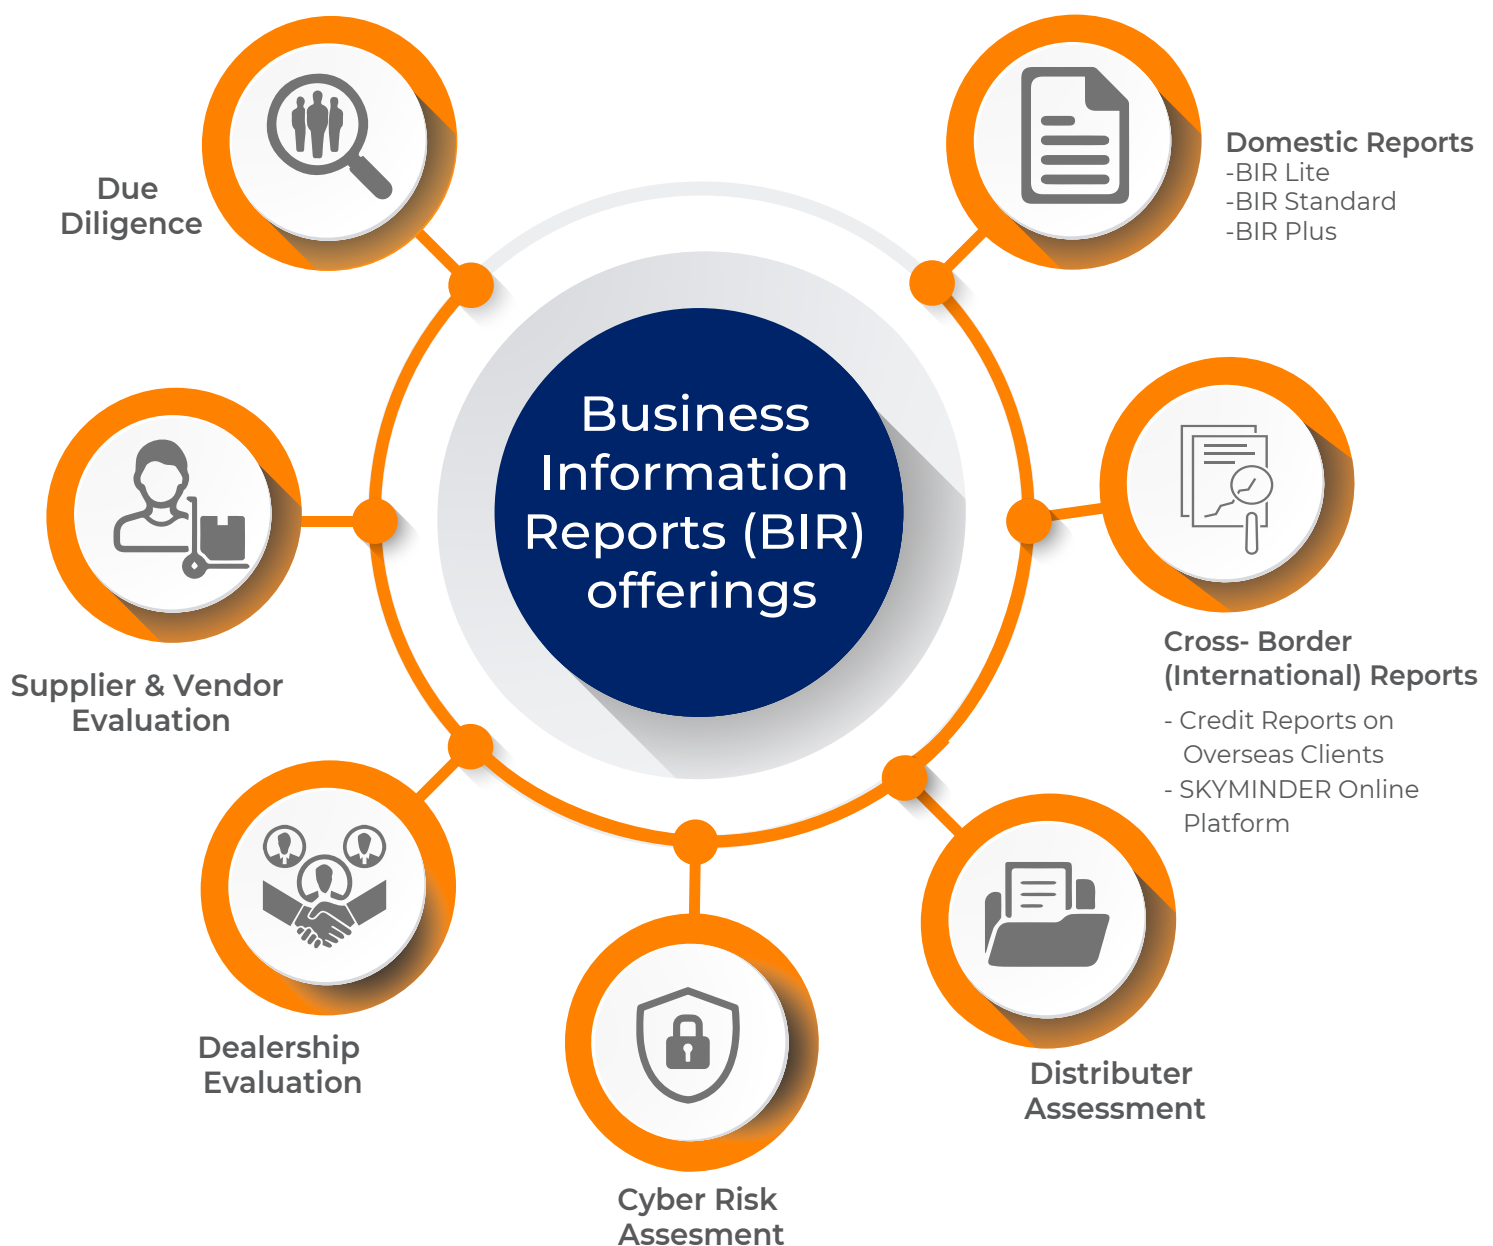 Business
Information
Reports (BIR)
offerings
Domestic Reports
-BIR Lite
-BIR Standard
-BIR Plus
Cross- Border
(International) Reports
- Credit Reports on
Overseas Clients
- SKYMINDER Online
Platform
Distributer
Assessment
Cyber Risk
Assesment
Dealership
Evaluation
Supplier & Vendor
Evaluation
Due
Diligence